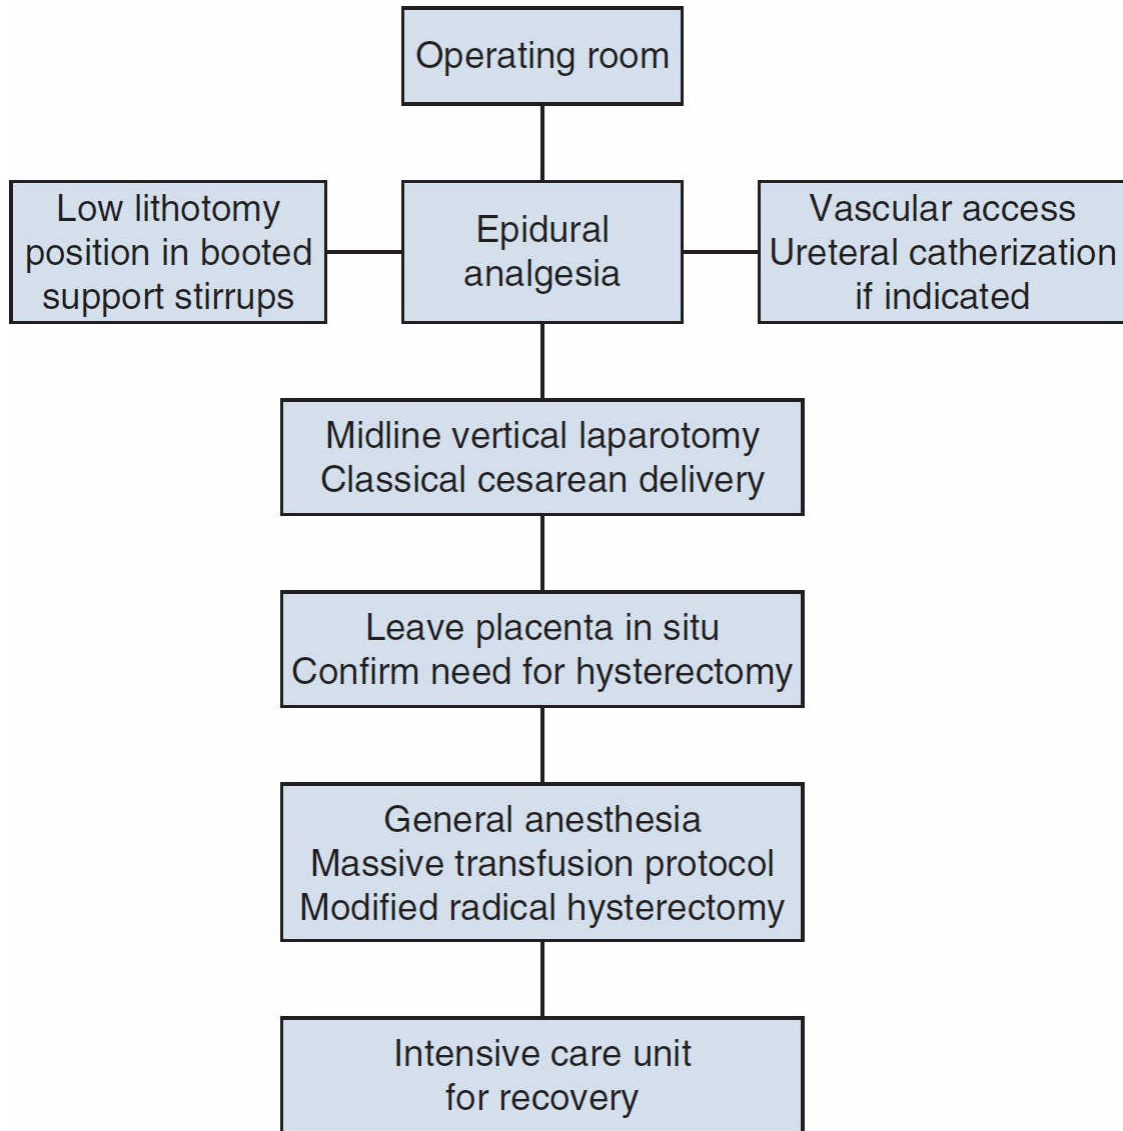 Operating room
Low lithotomy
position in booted
support stirrups
Epidural
analgesia
Vascular access
Ureteral catherization
if indicated
Midline vertical laparotomy
Classical cesarean delivery
Leave placenta in situ
Confirm need for hysterectomy
General anesthesia
Massive transfusion protocol
Modified radical hysterectomy
Intensive care unit
for recovery